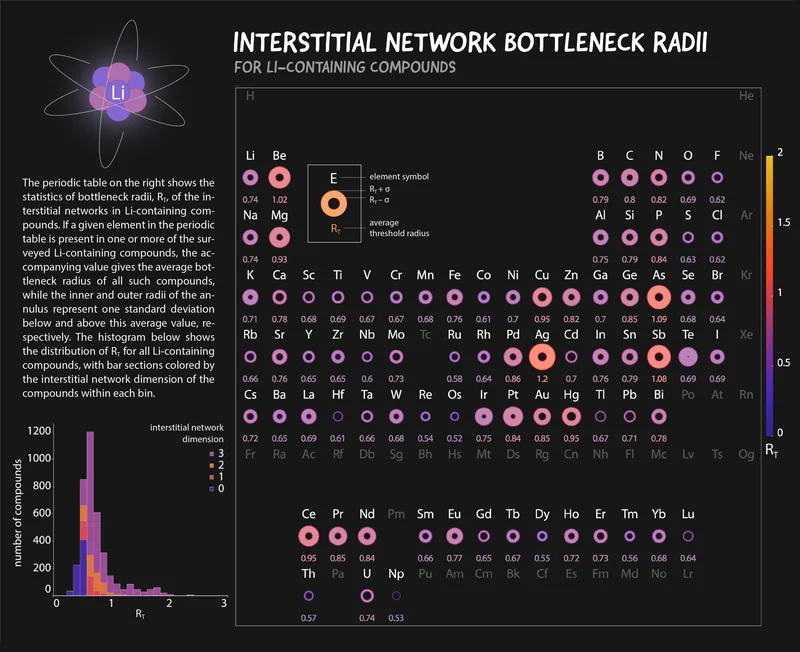 INTERSTITIAL NETWORK BOTTLENECK RADII
FOR LI-CONTAINING COMPOUNDS
Li
The periodic table on the right shows the
statistics of bottleneck radii, RT, of the in-
terstitial networks in Li-containing com-
pounds. If a given element in the periodic
table is present in one or more of the sur-
veyed Li-containing compounds, the ac-
companying value gives the average bot-
tleneck radius of all such compounds,
while the inner and outer radii of the an-
nulus represent one standard deviation
below and above this average value, re-
spectively. The histogram below shows
the distribution of RT for all Li-containing
compounds, with bar sections colored by
the interstitial network dimension of the
compounds within each bin.
interstitial network
dimension
3
2
1
0
number of compounds
1200
1000
800
600
400
200
0
0 1 2 3
RT
H He
Li Be B C N O F Ne
0.74 1.02 0.79 0.8 0.82 0.69 0.62
E element symbol
RT + σ
RT − σ
RT average
threshold radius
Na Mg Al Si P S Cl Ar
0.74 0.93 0.75 0.79 0.84 0.63 0.62
K Ca Sc Ti V Cr Mn Fe Co Ni Cu Zn Ga Ge As Se Br Kr
0.71 0.78 0.68 0.69 0.67 0.67 0.68 0.76 0.61 0.7 0.95 0.82 0.7 0.85 1.09 0.68 0.64
Rb Sr Y Zr Nb Mo Tc Ru Rh Pd Ag Cd In Sn Sb Te I Xe
0.66 0.76 0.65 0.65 0.6 0.73 0.58 0.64 0.86 1.2 0.7 0.76 0.79 1.08 0.69 0.69
Cs Ba La Hf Ta W Re Os Ir Pt Au Hg Tl Pb Bi Po At Rn
0.72 0.65 0.69 0.61 0.66 0.68 0.54 0.52 0.75 0.84 0.85 0.95 0.67 0.71 0.78
Fr Ra Ac Rf Db Sg Bh Hs Mt Ds Rg Cn Nh Fl Mc Lv Ts Og
Ce Pr Nd Pm Sm Eu Gd Tb Dy Ho Er Tm Yb Lu
0.95 0.85 0.84 0.66 0.77 0.65 0.67 0.55 0.72 0.73 0.56 0.68 0.64
Th Pa U Np Pu Am Cm Bk Cf Es Fm Md No Lr
0.57 0.74 0.53
2
1.5
1
0.5
0
RT